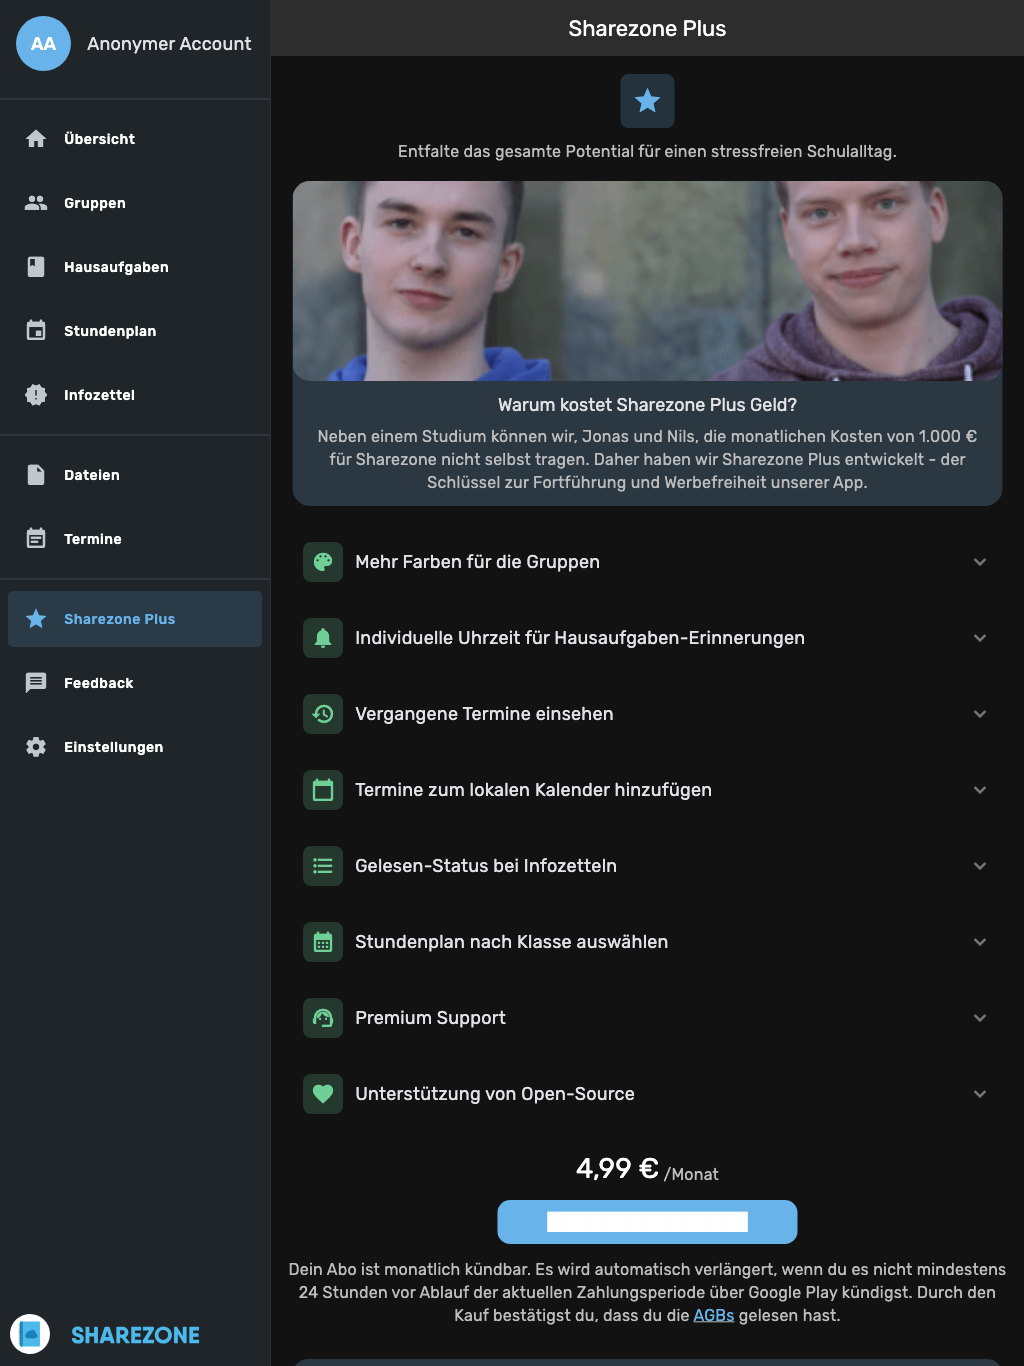 AA
Anonymer Account
Übersicht
Gruppen
Hausaufgaben
Stundenplan
Infozettel
Dateien
Termine
Sharezone Plus
Feedback
Einstellungen
SHAREZONE
Sharezone Plus
Entfalte das gesamte Potential für einen stressfreien Schulalltag.
Warum kostet Sharezone Plus Geld?
Neben einem Studium können wir, Jonas und Nils, die monatlichen Kosten von 1.000 €
für Sharezone nicht selbst tragen. Daher haben wir Sharezone Plus entwickelt - der
Schlüssel zur Fortführung und Werbefreiheit unserer App.
Mehr Farben für die Gruppen
Individuelle Uhrzeit für Hausaufgaben-Erinnerungen
Vergangene Termine einsehen
Termine zum lokalen Kalender hinzufügen
Gelesen-Status bei Infozetteln
Stundenplan nach Klasse auswählen
Premium Support
Unterstützung von Open-Source
4,99 € /Monat
Dein Abo ist monatlich kündbar. Es wird automatisch verlängert, wenn du es nicht mindestens
24 Stunden vor Ablauf der aktuellen Zahlungsperiode über Google Play kündigst. Durch den
Kauf bestätigst du, dass du die AGBs gelesen hast.